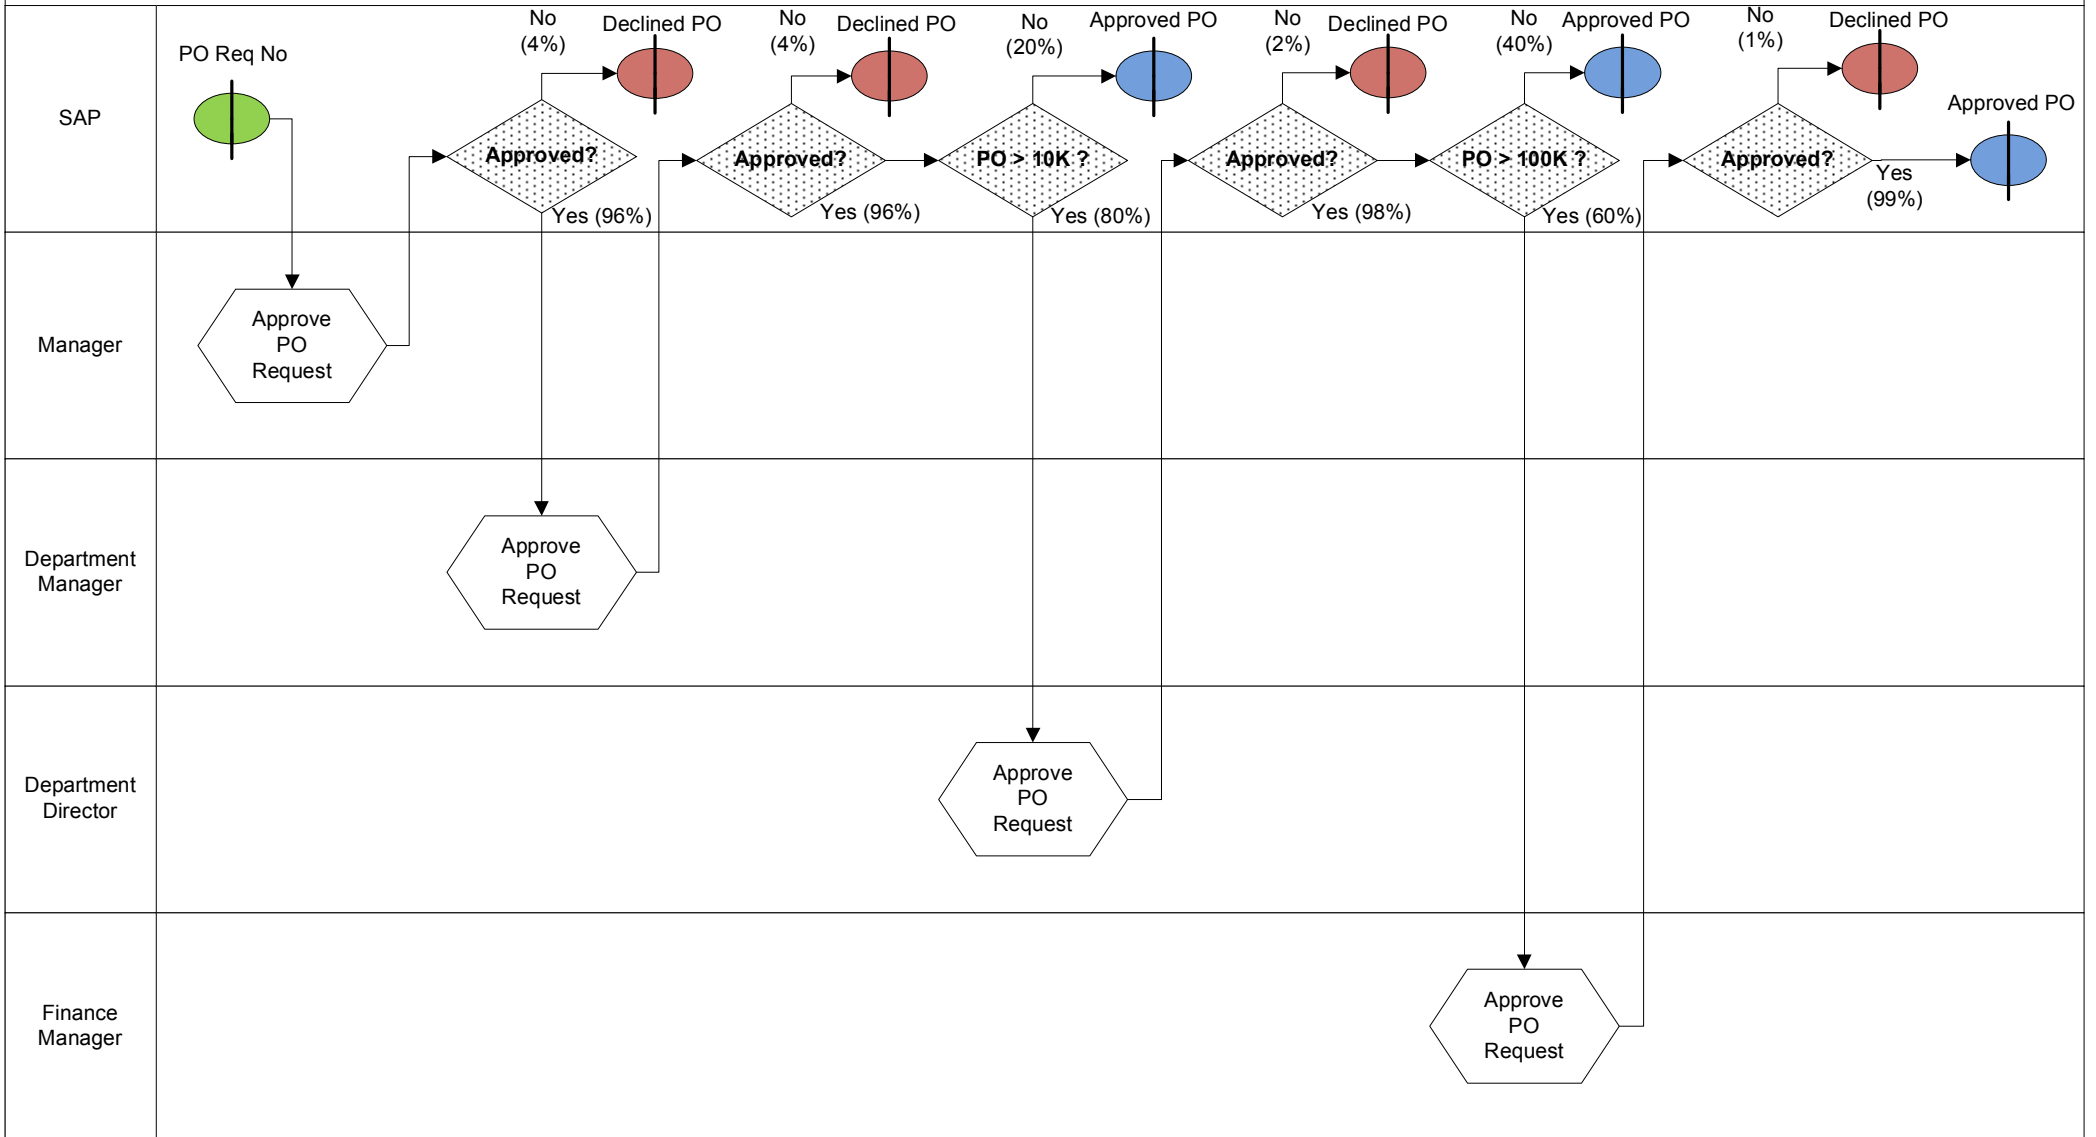 SAP
PO Req No
No
(4%)
Declined PO
Approved?
Yes (96%)
No
(4%)
Declined PO
Approved?
Yes (96%)
No
(20%)
Approved PO
PO > 10K ?
Yes (80%)
No
(2%)
Declined PO
Approved?
Yes (98%)
No
(40%)
Approved PO
PO > 100K ?
Yes (60%)
No
(1%)
Declined PO
Approved?
Yes
(99%)
Approved PO
Manager
Approve
PO
Request
Department
Manager
Approve
PO
Request
Department
Director
Approve
PO
Request
Finance
Manager
Approve
PO
Request